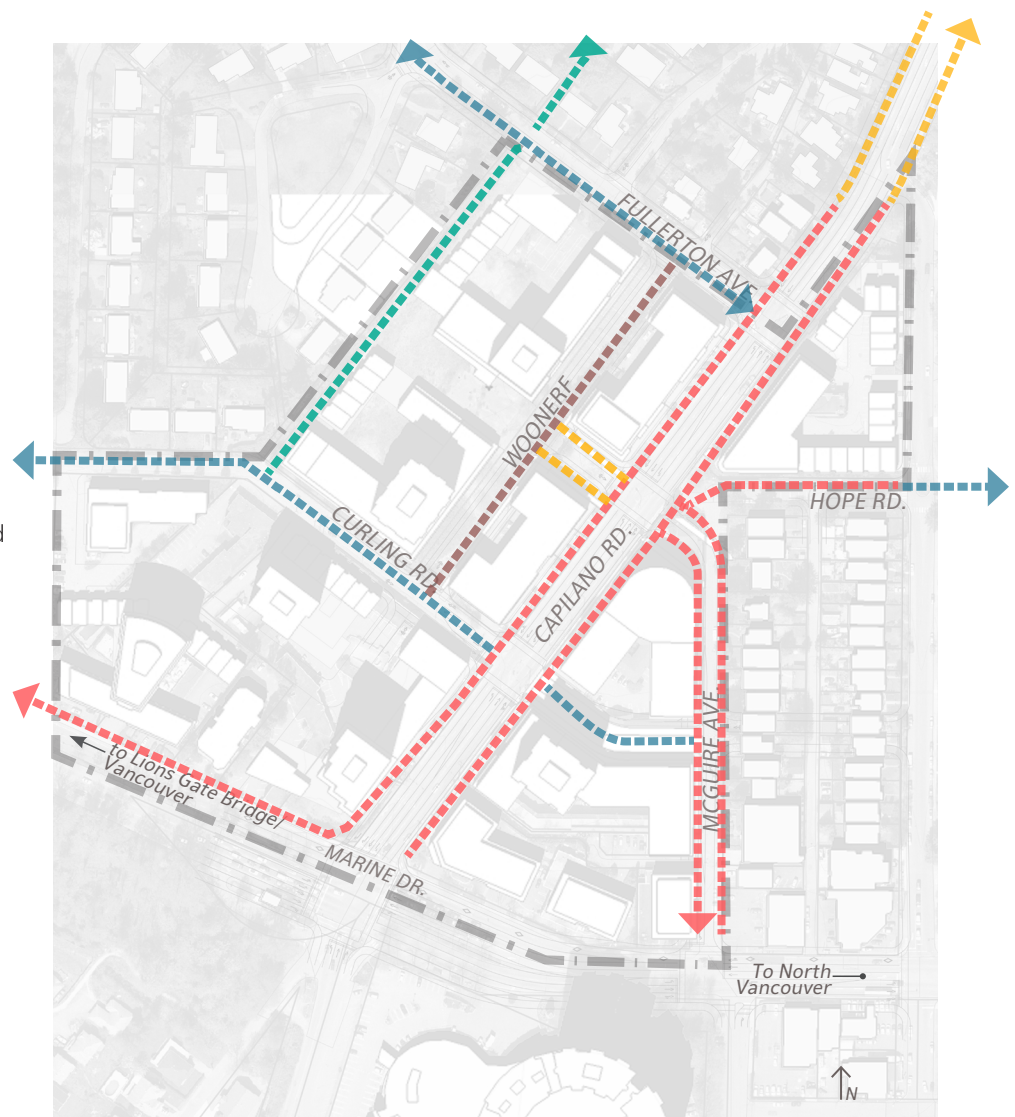 FULLERTON AVE.
WOONERF
HOPE RD.
d
CURLING RD.
CAPILANO RD.
MCGUIRE AVE.
to Lions Gate Bridge/
Vancouver
MARINE DR.
To North
Vancouver
N